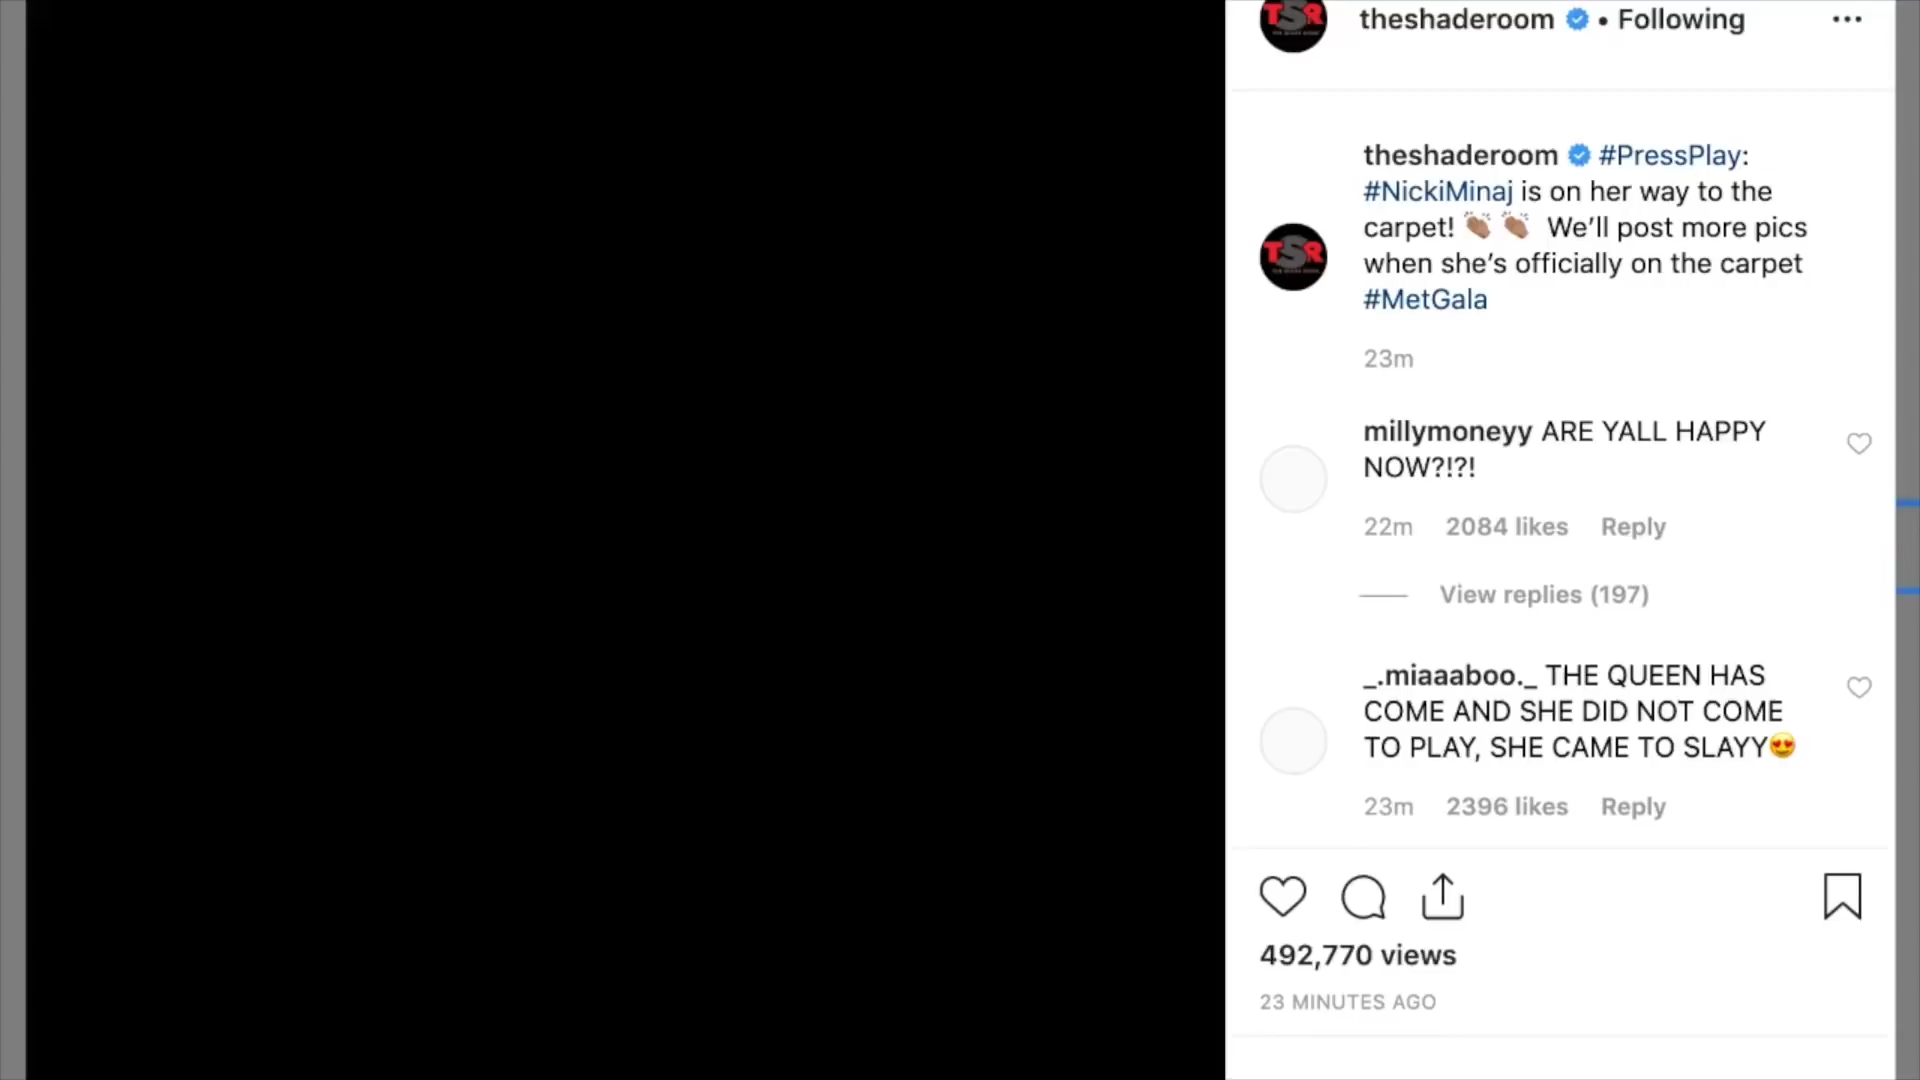 TSR theshaderoom • Following
theshaderoom #PressPlay:
#NickiMinaj is on her way to the
carpet! 👏🏽 👏🏽 We’ll post more pics
when she’s officially on the carpet
#MetGala
TSR
23m
millymoneyy ARE YALL HAPPY
NOW?!?!
22m 2084 likes Reply
View replies (197)
_.miaaaboo._ THE QUEEN HAS
COME AND SHE DID NOT COME
TO PLAY, SHE CAME TO SLAYY😍
23m 2396 likes Reply
492,770 views
23 MINUTES AGO